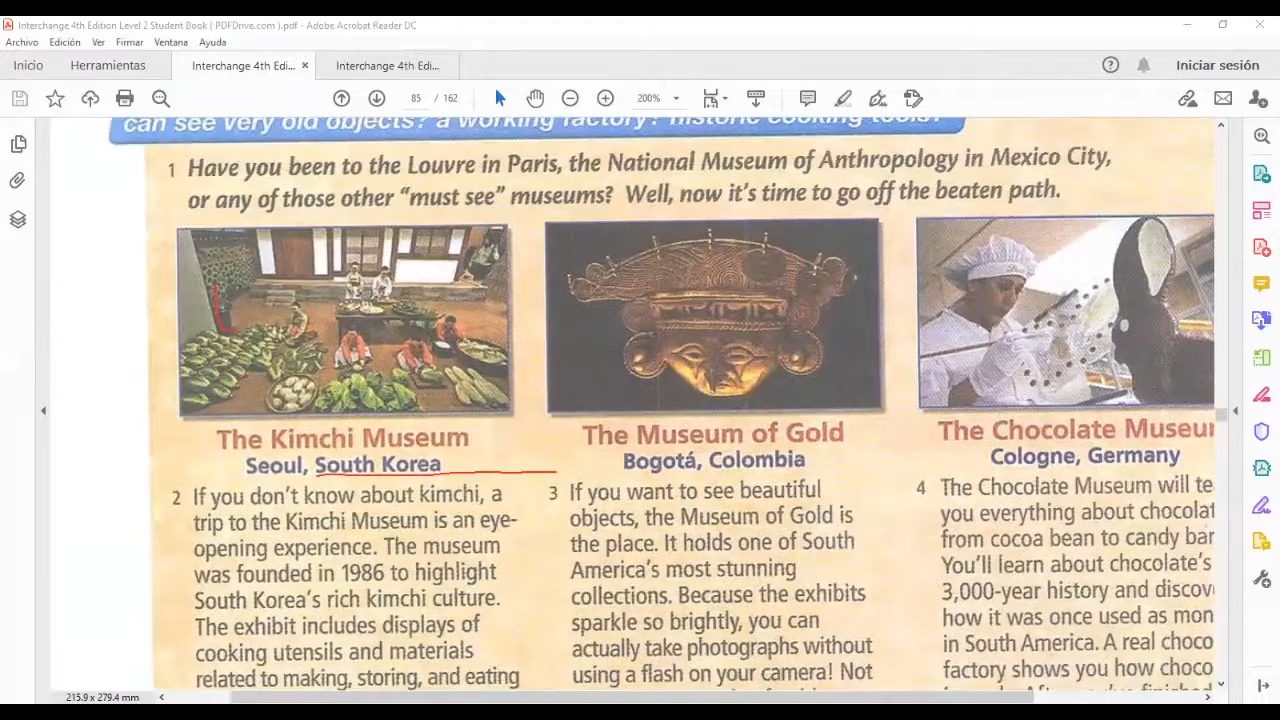 Interchange 4th Edition Level 2 Student Book ( PDFDrive.com ).pdf - Adobe Acrobat Reader DC
Archivo Edición Ver Firmar Ventana Ayuda
Inicio Herramientas Interchange 4th Edi... × Interchange 4th Edi... Iniciar sesión
85 / 162 200%
can see very old objects? a working factory? historic cooking tools?
1 Have you been to the Louvre in Paris, the National Museum of Anthropology in Mexico City,
or any of those other “must see” museums? Well, now it’s time to go off the beaten path.
The Kimchi Museum
Seoul, South Korea
2 If you don’t know about kimchi, a
trip to the Kimchi Museum is an eye-
opening experience. The museum
was founded in 1986 to highlight
South Korea’s rich kimchi culture.
The exhibit includes displays of
cooking utensils and materials
related to making, storing, and eating
The Museum of Gold
Bogotá, Colombia
3 If you want to see beautiful
objects, the Museum of Gold is
the place. It holds one of South
America’s most stunning
collections. Because the exhibits
sparkle so brightly, you can
actually take photographs without
using a flash on your camera! Not
The Chocolate Museu
Cologne, Germany
4 The Chocolate Museum will te
you everything about chocolat
from cocoa bean to candy bar
You’ll learn about chocolate’s
3,000-year history and discov
how it was once used as mon
in South America. A real choco
factory shows you how choco
215.9 x 279.4 mm